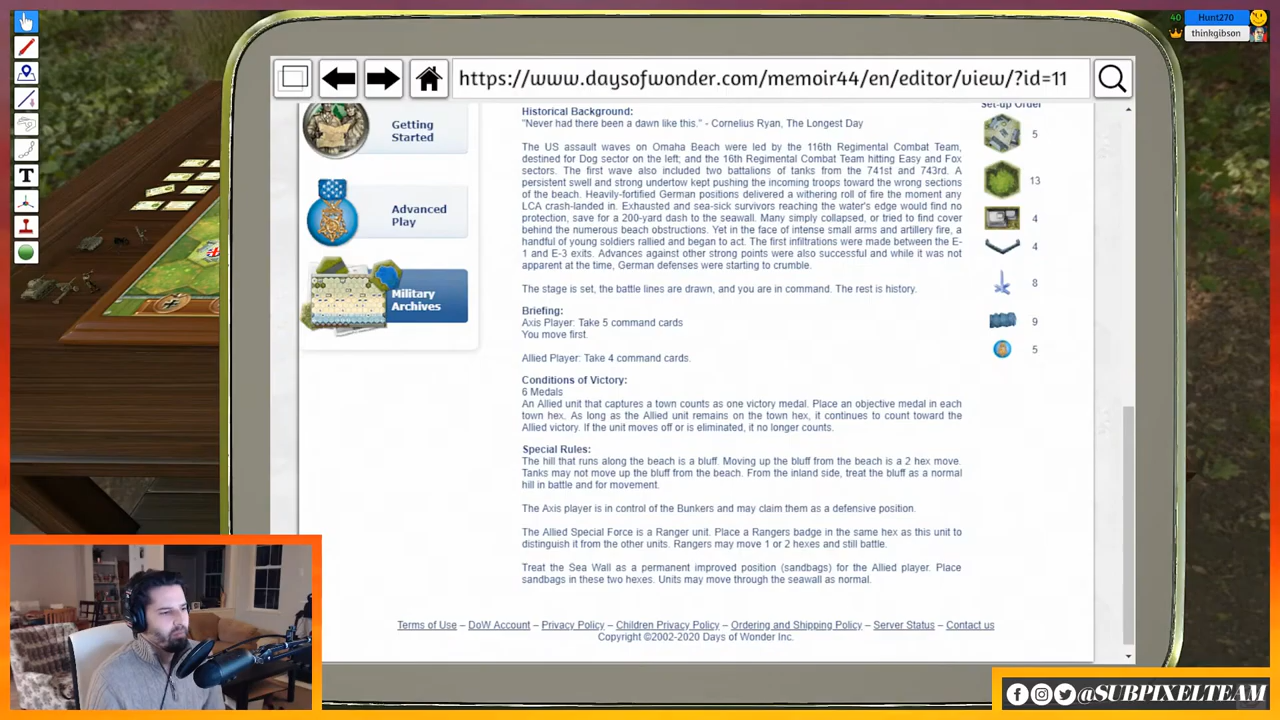 40 Hunt270
thinkgibson
https://www.daysofwonder.com/memoir44/en/editor/view/?id=11
Getting
Started
Advanced
Play
Military
Archives
Historical Background:
"Never had there been a dawn like this." - Cornelius Ryan, The Longest Day
The US assault waves on Omaha Beach were led by the 116th Regimental Combat Team,
destined for Dog sector on the left; and the 16th Regimental Combat Team hitting Easy and Fox
sectors. The first wave also included two battalions of tanks from the 741st and 743rd. A
persistent swell and strong undertow kept pushing the incoming troops toward the wrong sections
of the beach. Heavily-fortified German positions delivered a withering roll of fire the moment any
LCA crash-landed in. Exhausted and sea-sick survivors reaching the water's edge would find no
protection, save for a 200-yard dash to the seawall. Many simply collapsed, or tried to find cover
behind the numerous beach obstructions. Yet in the face of intense small arms and artillery fire, a
handful of young soldiers rallied and began to act. The first infiltrations were made between the E-
1 and E-3 exits. Advances against other strong points were also successful and while it was not
apparent at the time, German defenses were starting to crumble.
The stage is set, the battle lines are drawn, and you are in command. The rest is history.
Briefing:
Axis Player: Take 5 command cards
You move first.
Allied Player: Take 4 command cards.
Conditions of Victory:
6 Medals
An Allied unit that captures a town counts as one victory medal. Place an objective medal in each
town hex. As long as the Allied unit remains on the town hex, it continues to count toward the
Allied victory. If the unit moves off or is eliminated, it no longer counts.
Special Rules:
The hill that runs along the beach is a bluff. Moving up the bluff from the beach is a 2 hex move.
Tanks may not move up the bluff from the beach. From the inland side, treat the bluff as a normal
hill in battle and for movement.
The Axis player is in control of the Bunkers and may claim them as a defensive position.
The Allied Special Force is a Ranger unit. Place a Rangers badge in the same hex as this unit to
distinguish it from the other units. Rangers may move 1 or 2 hexes and still battle.
Treat the Sea Wall as a permanent improved position (sandbags) for the Allied player. Place
sandbags in these two hexes. Units may move through the seawall as normal.
Set-up Order
5
13
4
4
8
9
5
Terms of Use – DoW Account – Privacy Policy – Children Privacy Policy – Ordering and Shipping Policy – Server Status – Contact us
Copyright ©2002-2020 Days of Wonder Inc.
T
@SUBPIXELTEAM